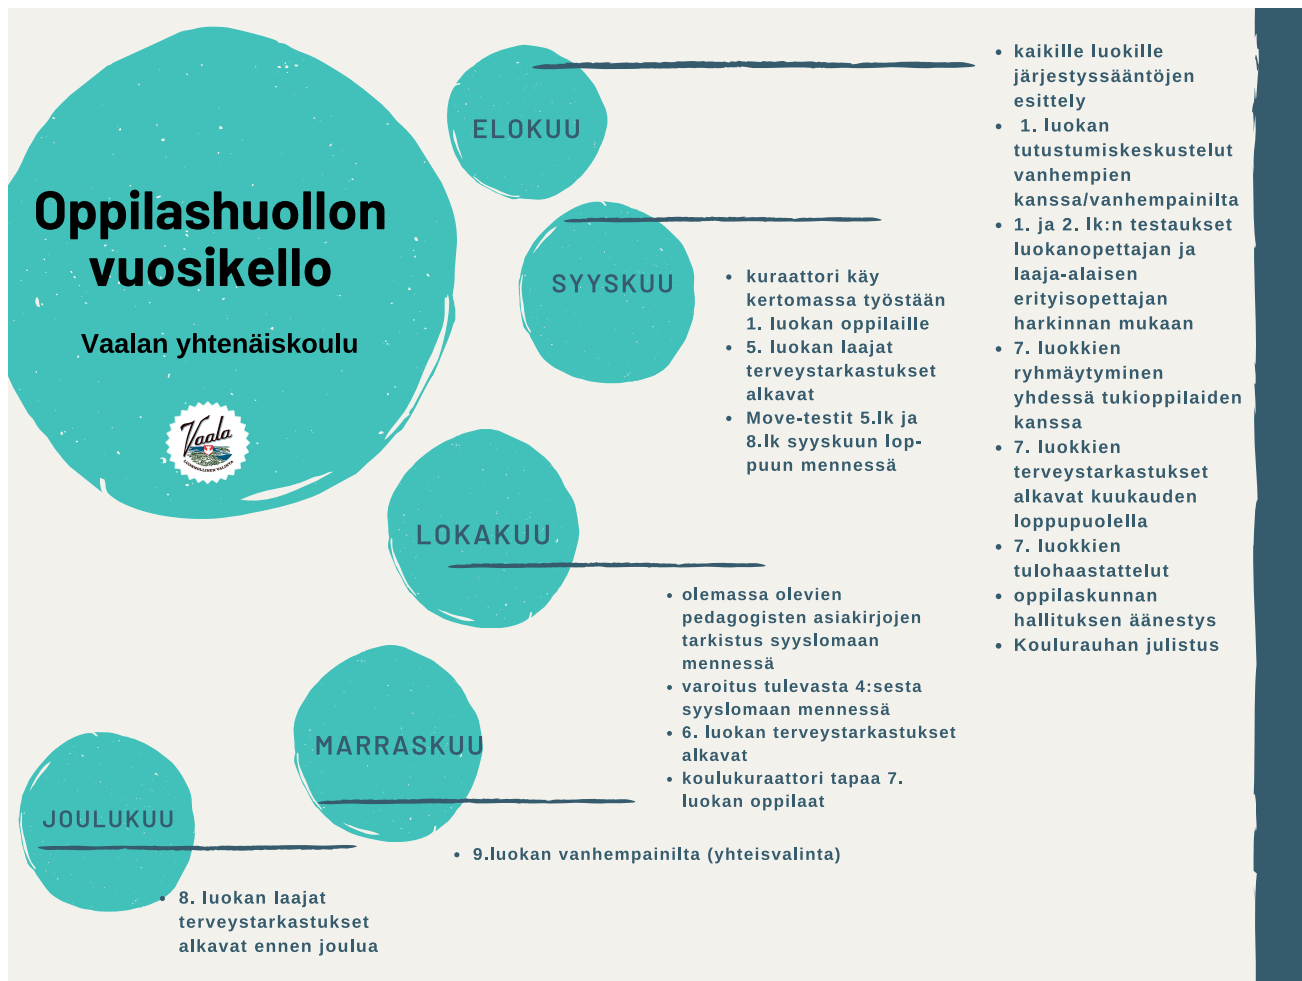 Oppilashuollon
vuosikello
Vaalan yhtenäiskoulu
Vaala
LUONNOLLINEN VALINTA
ELOKUU
• kaikille luokille
järjestyssääntöjen
esittely
• 1. luokan
tutustumiskeskustelut
vanhempien
kanssa/vanhempainilta
• 1. ja 2. lk:n testaukset
luokanopettajan ja
laaja-alaisen
erityisopettajan
harkinnan mukaan
• 7. luokkien
ryhmäytyminen
yhdessä tukioppilaiden
kanssa
• 7. luokkien
terveystarkastukset
alkavat kuukauden
loppupuolella
• 7. luokkien
tulohaastattelut
• oppilaskunnan
hallituksen äänestys
• Koulurauhan julistus
SYYSKUU
• kuraattori käy
kertomassa työstään
1. luokan oppilaille
• 5. luokan laajat
terveystarkastukset
alkavat
• Move-testit 5.lk ja
8.lk syyskuun lop-
puun mennessä
LOKAKUU
• olemassa olevien
pedagogisten asiakirjojen
tarkistus syyslomaan
mennessä
• varoitus tulevasta 4:sesta
syyslomaan mennessä
• 6. luokan terveystarkastukset
alkavat
• koulukuraattori tapaa 7.
luokan oppilaat
MARRASKUU
• 9.luokan vanhempainilta (yhteisvalinta)
JOULUKUU
• 8. luokan laajat
terveystarkastukset
alkavat ennen joulua